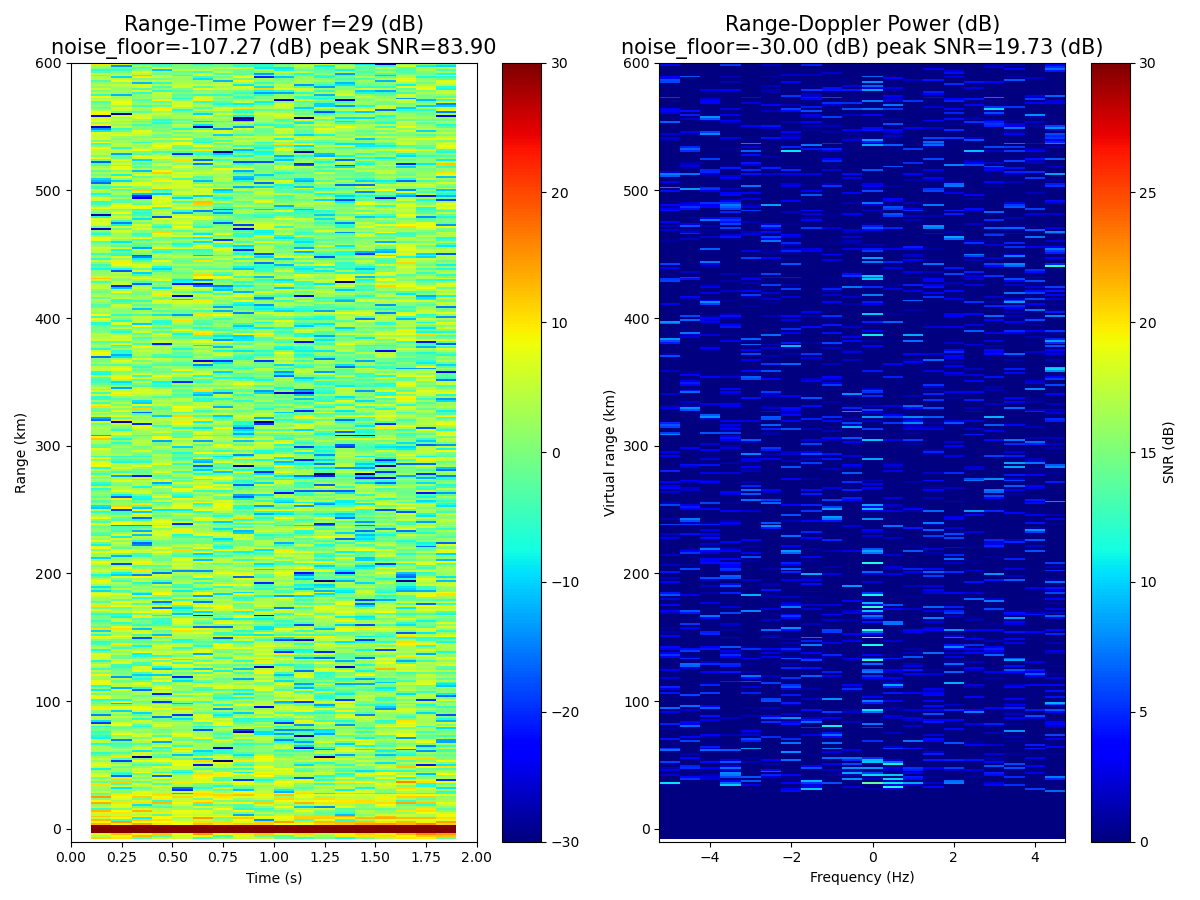 Range-Time Power f=29 (dB)
noise_floor=-107.27 (dB) peak SNR=83.90
600
500
400
300
200
100
0
Range (km)
0.00 0.25 0.50 0.75 1.00 1.25 1.50 1.75 2.00
Time (s)
30
20
10
0
−10
−20
−30
Range-Doppler Power (dB)
noise_floor=-30.00 (dB) peak SNR=19.73 (dB)
600
500
400
300
200
100
0
Virtual range (km)
−4 −2 0 2 4
Frequency (Hz)
30
25
20
15
10
5
0
SNR (dB)